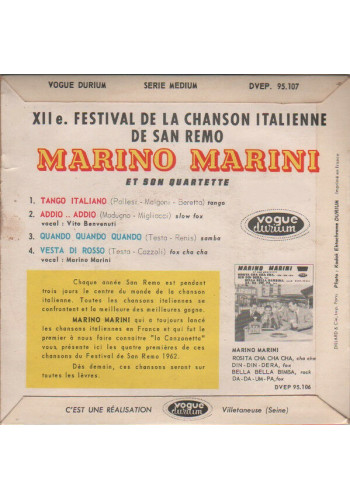 VOGUE DURIUM SERIE MEDIUM DVEP. 95.107
XIIe. FESTIVAL DE LA CHANSON ITALIENNE
DE SAN REMO
MARINO MARINI
ET SON QUARTETTE
1. TANGO ITALIANO (Pallesi - Malgoni - Beretta) tango
2. ADDIO .. ADDIO (Modugno - Migliacci) slow fox
vocal : Vito Benvenuti
3. QUANDO QUANDO QUANDO (Testa - Renis) samba
4. VESTA DI ROSSO (Testa - Cozzoli) fox cha cha
vocal : Marino Marini
Chaque année San Remo est pendant
trois jours le centre du monde de la chanson
italienne. Toutes les chansons italiennes se
confrontent et la meilleure des meilleures gagne.
MARINO MARINI qui a toujours lancé
les chansons italiennes en France et qui fut le
premier à nous faire connaître "la Canzonetta"
vous présente ici les quatre premières de ces
chansons du Festival de San Remo 1962.
Dès demain, ces chansons seront sur
toutes les lèvres.
vogue
durium
MARINO MARINI
MARINO MARINI
ROSITA CHA CHA CHA, cha cha
DIN - DIN - DERA, fox
BELLA BELLA BIMBA, rock
DA - DA - UM - PA, fox
DVEP 95.106
C'EST UNE RÉALISATION vogue durium Villetaneuse (Seine)